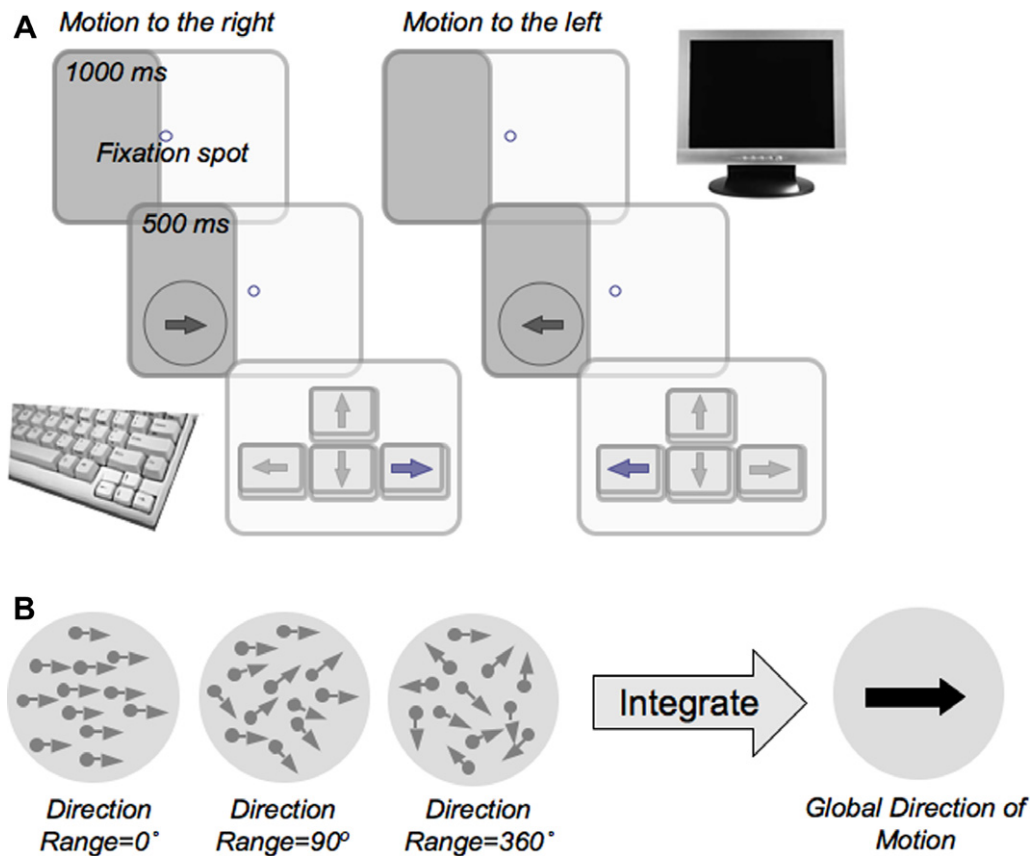 A
Motion to the right
Motion to the left
1000 ms
Fixation spot
500 ms
B
Integrate
Direction
Range=0˚
Direction
Range=90º
Direction
Range=360˚
Global Direction of
Motion